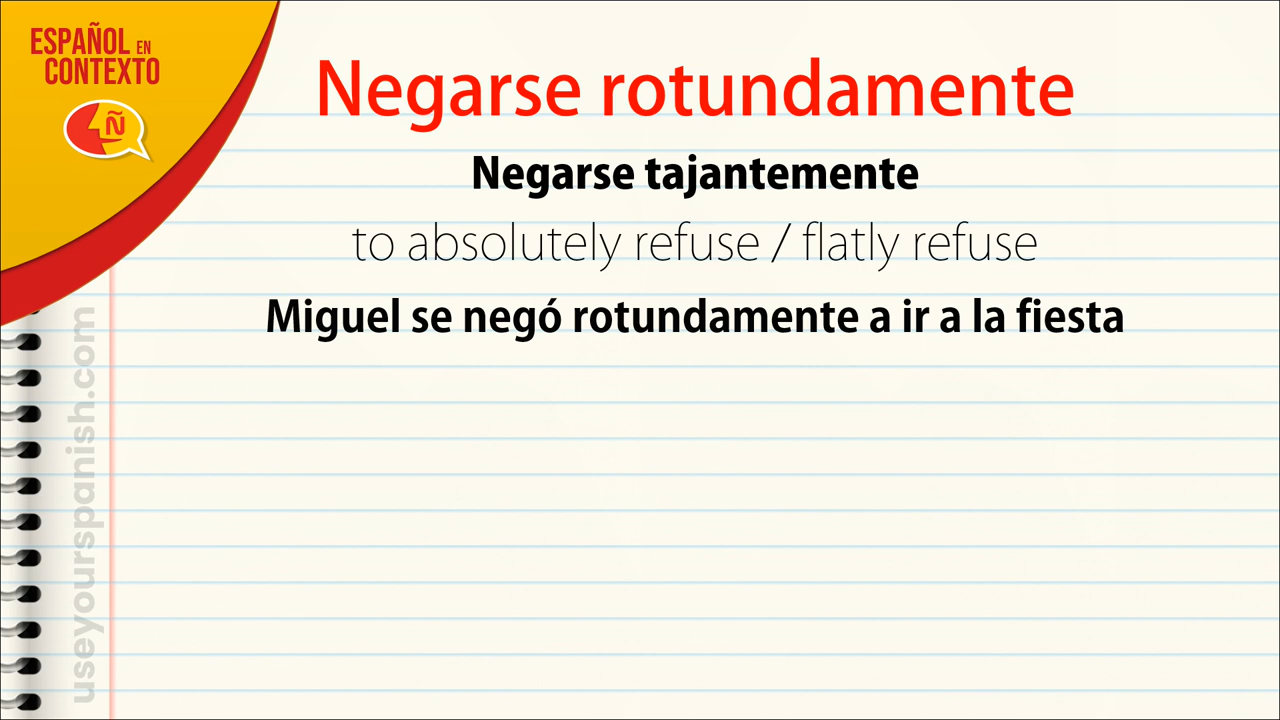 ESPAÑOL EN
CONTEXTO
Ñ
Negarse rotundamente
Negarse tajantemente
to absolutely refuse / flatly refuse
Miguel se negó rotundamente a ir a la fiesta
useyourspanish.com